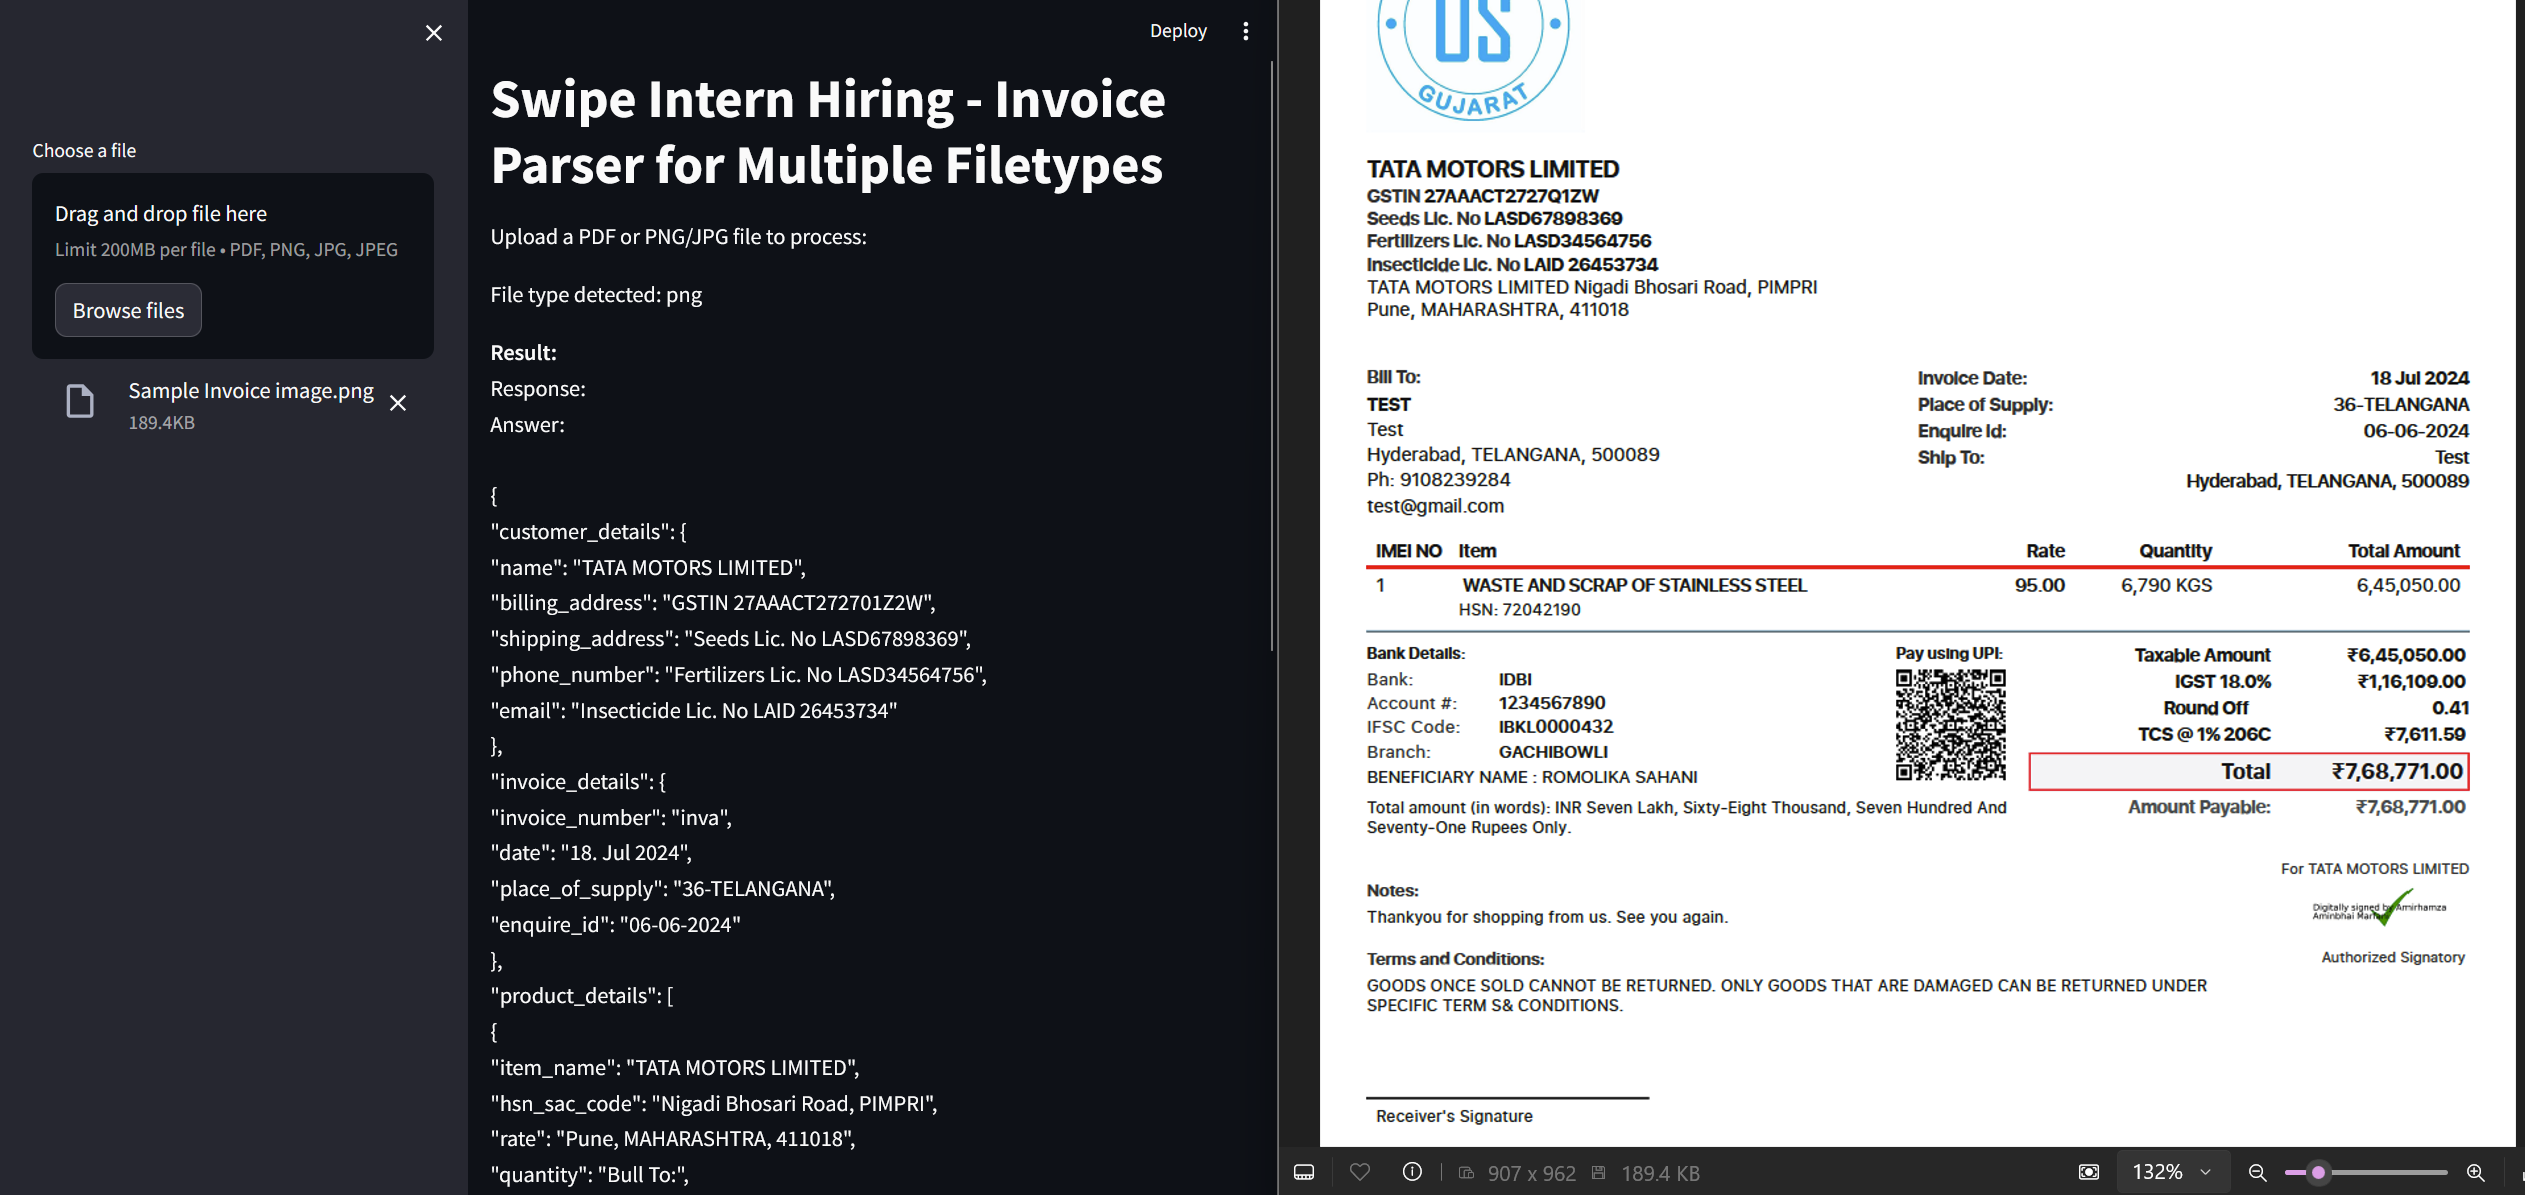 Choose a file
Drag and drop file here
Limit 200MB per file • PDF, PNG, JPG, JPEG
Browse files
Sample Invoice image.png
189.4KB
Deploy
Swipe Intern Hiring - Invoice
Parser for Multiple Filetypes
Upload a PDF or PNG/JPG file to process:
File type detected: png
Result:
Response:
Answer:
{
"customer_details": {
"name": "TATA MOTORS LIMITED",
"billing_address": "GSTIN 27AAACT272701Z2W",
"shipping_address": "Seeds Lic. No LASD67898369",
"phone_number": "Fertilizers Lic. No LASD34564756",
"email": "Insecticide Lic. No LAID 26453734"
},
"invoice_details": {
"invoice_number": "inva",
"date": "18. Jul 2024",
"place_of_supply": "36-TELANGANA",
"enquire_id": "06-06-2024"
},
"product_details": [
{
"item_name": "TATA MOTORS LIMITED",
"hsn_sac_code": "Nigadi Bhosari Road, PIMPRI",
"rate": "Pune, MAHARASHTRA, 411018",
"quantity": "Bull To:",
GUJARAT
TATA MOTORS LIMITED
GSTIN 27AAACT2727Q1ZW
Seeds Lic. No LASD67898369
Fertilizers Lic. No LASD34564756
Insecticide Lic. No LAID 26453734
TATA MOTORS LIMITED Nigadi Bhosari Road, PIMPRI
Pune, MAHARASHTRA, 411018
Bill To:
TEST
Test
Hyderabad, TELANGANA, 500089
Ph: 9108239284
test@gmail.com
Invoice Date: 18 Jul 2024
Place of Supply: 36-TELANGANA
Enquire Id: 06-06-2024
Ship To: Test
Hyderabad, TELANGANA, 500089
IMEI NO Item Rate Quantity Total Amount
1 WASTE AND SCRAP OF STAINLESS STEEL 95.00 6,790 KGS 6,45,050.00
HSN: 72042190
Bank Details:
Bank: IDBI
Account #: 1234567890
IFSC Code: IBKL0000432
Branch: GACHIBOWLI
BENEFICIARY NAME : ROMOLIKA SAHANI
Pay using UPI:
Taxable Amount ₹6,45,050.00
IGST 18.0% ₹1,16,109.00
Round Off 0.41
TCS @ 1% 206C ₹7,611.59
Total ₹7,68,771.00
Amount Payable: ₹7,68,771.00
Total amount (in words): INR Seven Lakh, Sixty-Eight Thousand, Seven Hundred And
Seventy-One Rupees Only.
For TATA MOTORS LIMITED
Digitally signed by Amirhamza
Aminbhai
Authorized Signatory
Notes:
Thankyou for shopping from us. See you again.
Terms and Conditions:
GOODS ONCE SOLD CANNOT BE RETURNED. ONLY GOODS THAT ARE DAMAGED CAN BE RETURNED UNDER
SPECIFIC TERM S& CONDITIONS.
Receiver's Signature
907 x 962
189.4 KB
132%